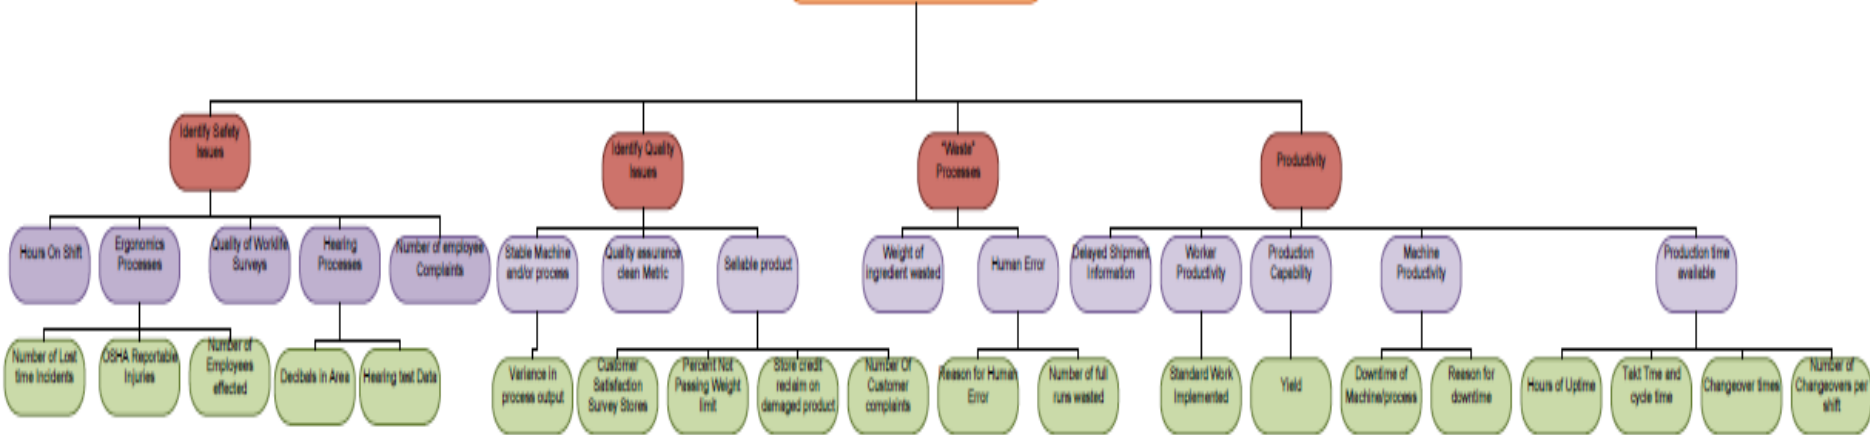 Identify Safety
Issues
Identify Quality
Issues
"Waste"
Processes
Productivity
Hours On Shift
Ergonomics
Processes
Quality of Worklife
Surveys
Hearing
Processes
Number of employee
Complaints
Stable Machine
and/or process
Quality assurance
clean Metric
Sellable product
Weight of
ingredient wasted
Human Error
Delayed Shipment
Information
Worker
Productivity
Production
Capability
Machine
Productivity
Production time
available
Number of Lost
time Incidents
OSHA Reportable
Injuries
Number of
Employees
effected
Decibals in Area
Hearing test Data
Variance in
process output
Customer
Satisfaction
Survey Stores
Percent Not
Passing Weight
limit
Store credit
reclaim on
damaged product
Number Of
Customer
complaints
Reason for Human
Error
Number of full
runs wasted
Standard Work
Implemented
Yield
Downtime of
Machine/process
Reason for
downtime
Hours of Uptime
Takt Tme and
cycle time
Changeover times
Number of
Changeovers per
shift